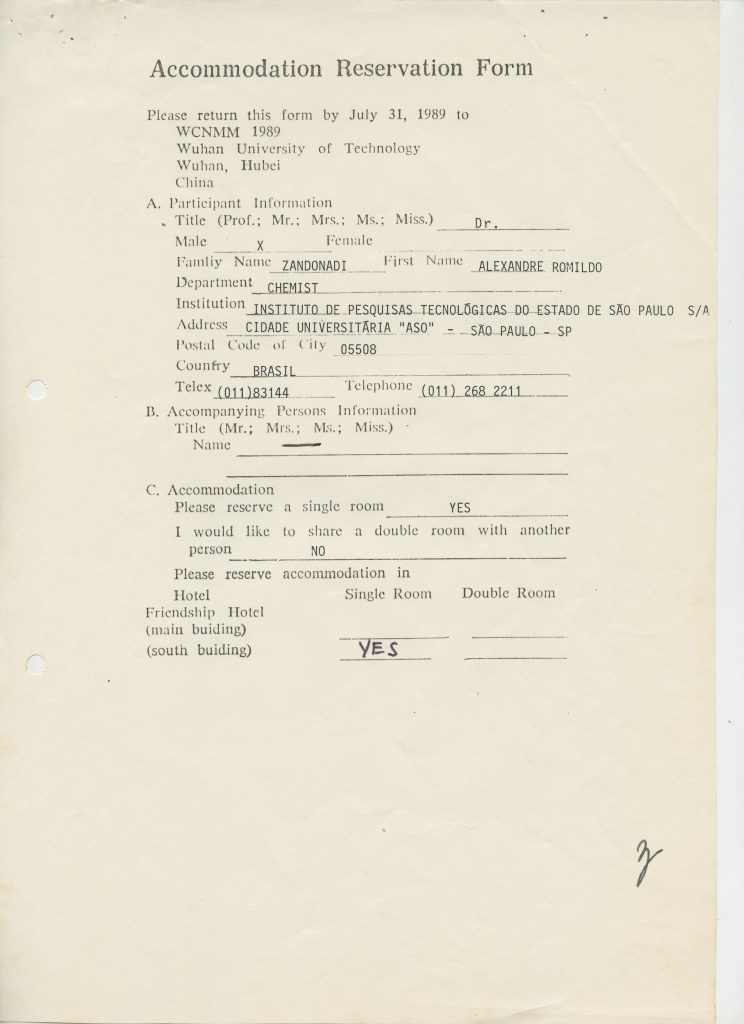 Accommodation Reservation Form
Please return this form by July 31, 1989 to
WCNMM 1989
Wuhan University of Technology
Wuhan, Hubei
China
A. Participant Information
Title (Prof.; Mr.; Mrs.; Ms.; Miss.) Dr.
Male X Female
Famliy Name ZANDONADI First Name ALEXANDRE ROMILDO
Department CHEMIST
Institution INSTITUTO DE PESQUISAS TECNOLÓGICAS DO ESTADO DE SÃO PAULO S/A
Address CIDADE UNIVERSITÁRIA "ASO" - SÃO PAULO - SP
Postal Code of City 05508
Country BRASIL
Telex (011)83144 Telephone (011) 268 2211
B. Accompanying Persons Information
Title (Mr.; Mrs.; Ms.; Miss.)
Name —
C. Accommodation
Please reserve a single room YES
I would like to share a double room with another
person NO
Please reserve accommodation in
Hotel Single Room Double Room
Friendship Hotel
(main buiding)
(south buiding) YES